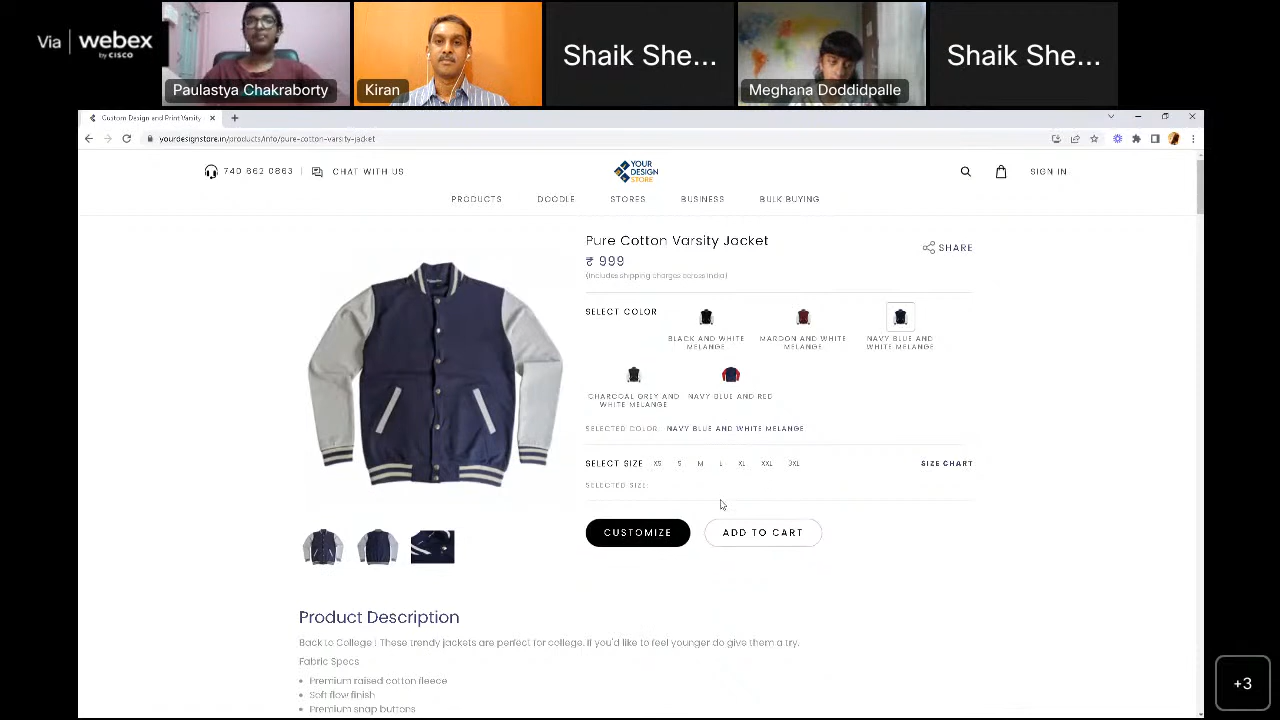 Via | webex
by CISCO
Paulastya Chakraborty
Kiran
Shaik She...
Meghana Doddidpalle
Shaik She...
Custom Design and Print Varsity
yourdesignstore.in/products/info/pure-cotton-varsity-jacket
740 662 0863 | CHAT WITH US
YOUR
DESIGN
STORE
SIGN IN
PRODUCTS DOODLE STORES BUSINESS BULK BUYING
Pure Cotton Varsity Jacket
SHARE
₹ 999
(Includes shipping charges across India)
SELECT COLOR
BLACK AND WHITE MELANGE
MAROON AND WHITE MELANGE
NAVY BLUE AND WHITE MELANGE
CHARCOAL GREY AND WHITE MELANGE
NAVY BLUE AND RED
SELECTED COLOR: NAVY BLUE AND WHITE MELANGE
SELECT SIZE XS S M L XL XXL 3XL SIZE CHART
SELECTED SIZE:
CUSTOMIZE ADD TO CART
Product Description
Back to College ! These trendy jackets are perfect for college. If you'd like to feel younger do give them a try.
Fabric Specs
• Premium raised cotton fleece
• Soft flow finish
• Premium snap buttons
+3